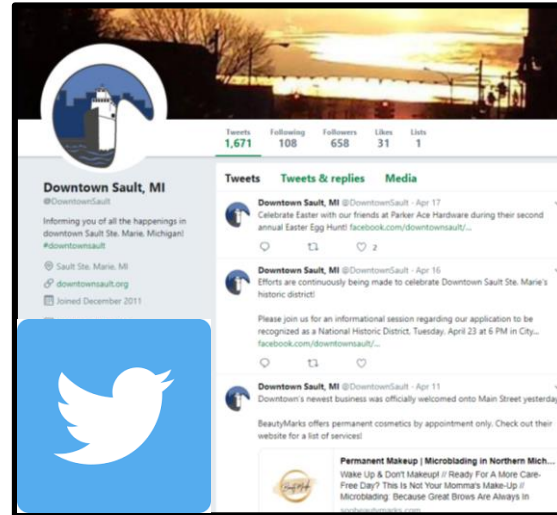 Tweets Following Followers Likes Lists
1,671 108 658 31 1
Downtown Sault, MI
@DowntownSault
Informing you of all the happenings in
downtown Sault Ste. Marie, Michigan!
#downtownsault
Sault Ste. Marie, MI
downtownsault.org
Joined December 2011
Tweets Tweets & replies Media
Downtown Sault, MI @DowntownSault · Apr 17
Celebrate Easter with our friends at Parker Ace Hardware during their second
annual Easter Egg Hunt! facebook.com/downtownsault/...
2
Downtown Sault, MI @DowntownSault · Apr 16
Efforts are continuously being made to celebrate Downtown Sault Ste. Marie's
historic district!
Please join us for an informational session regarding our application to be
recognized as a National Historic District, Tuesday, April 23 at 6 PM in City...
facebook.com/downtownsault/...
Downtown Sault, MI @DowntownSault · Apr 11
Downtown's newest business was officially welcomed onto Main Street yesterday
BeautyMarks offers permanent cosmetics by appointment only. Check out their
website for a list of services!
Permanent Makeup | Microblading in Northern Mich...
Wake Up & Don't Makeup! // Ready For A More Care-
Free Day? This Is Not Your Momma's Make-Up //
Microblading: Because Great Brows Are Always In